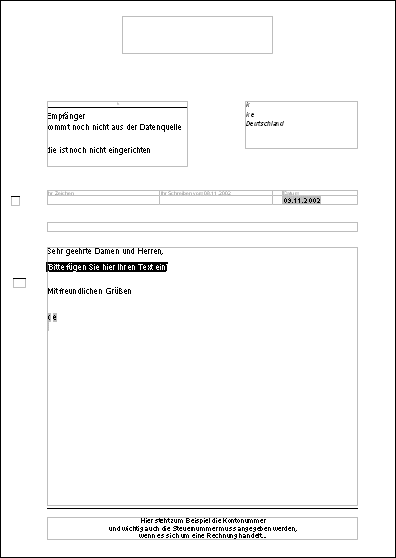 k
Empfänger
k e
kommt noch nicht aus der Datenquelle
Deutschland
die ist noch nicht eingerichten
Ihr Zeichen
Ihr Schreiben vom 08.11.2002
Datum
09.11.2002
Sehr geehrte Damen und Herren,
Bitte fügen Sie hier Ihren Text ein
Mit freundlichen Grüßen
Hier steht zum Beispiel die Kontonummer
und wichtig auch die Steuernummer muss angegeben werden,
wenn es sich um eine Rechnung handelt...